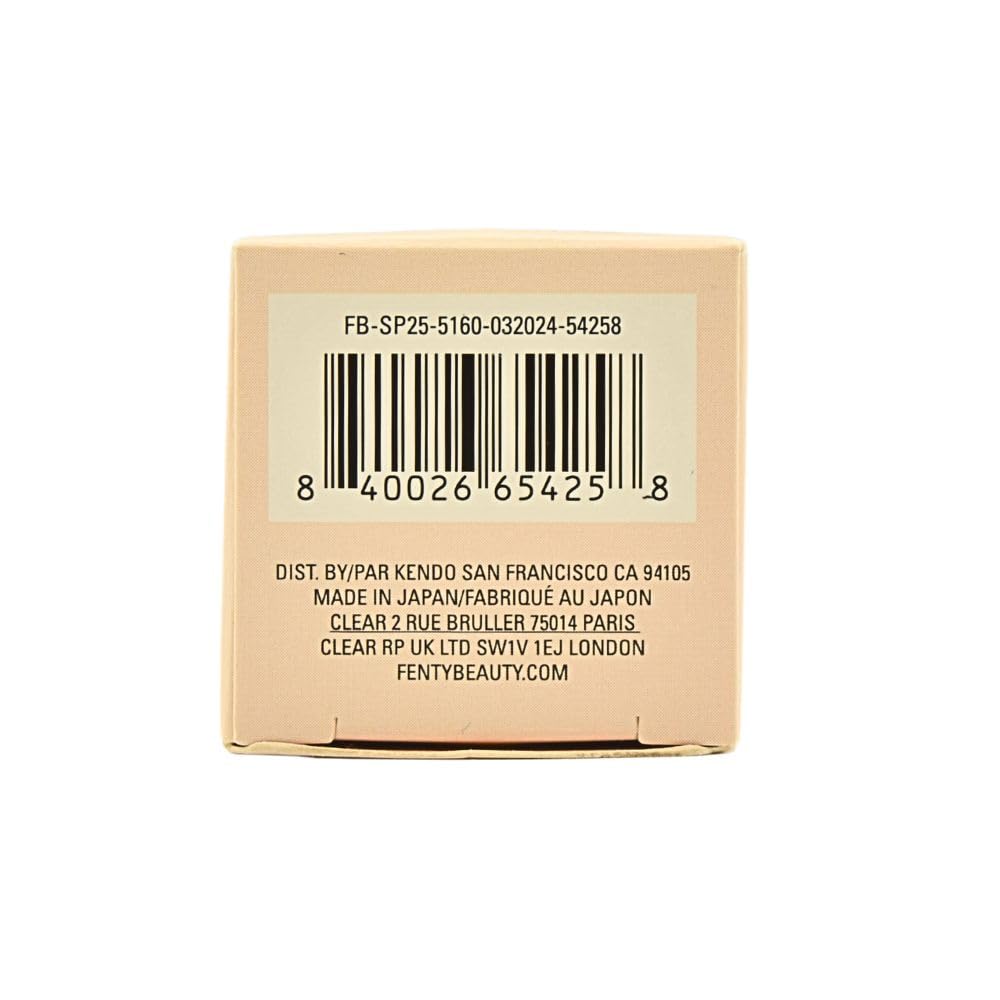 FB-SP25-5160-032024-54258
8 40026 65425 8
DIST. BY/PAR KENDO SAN FRANCISCO CA 94105
MADE IN JAPAN/FABRIQUÉ AU JAPON
CLEAR 2 RUE BRULLER 75014 PARIS
CLEAR RP UK LTD SW1V 1EJ LONDON
FENTYBEAUTY.COM